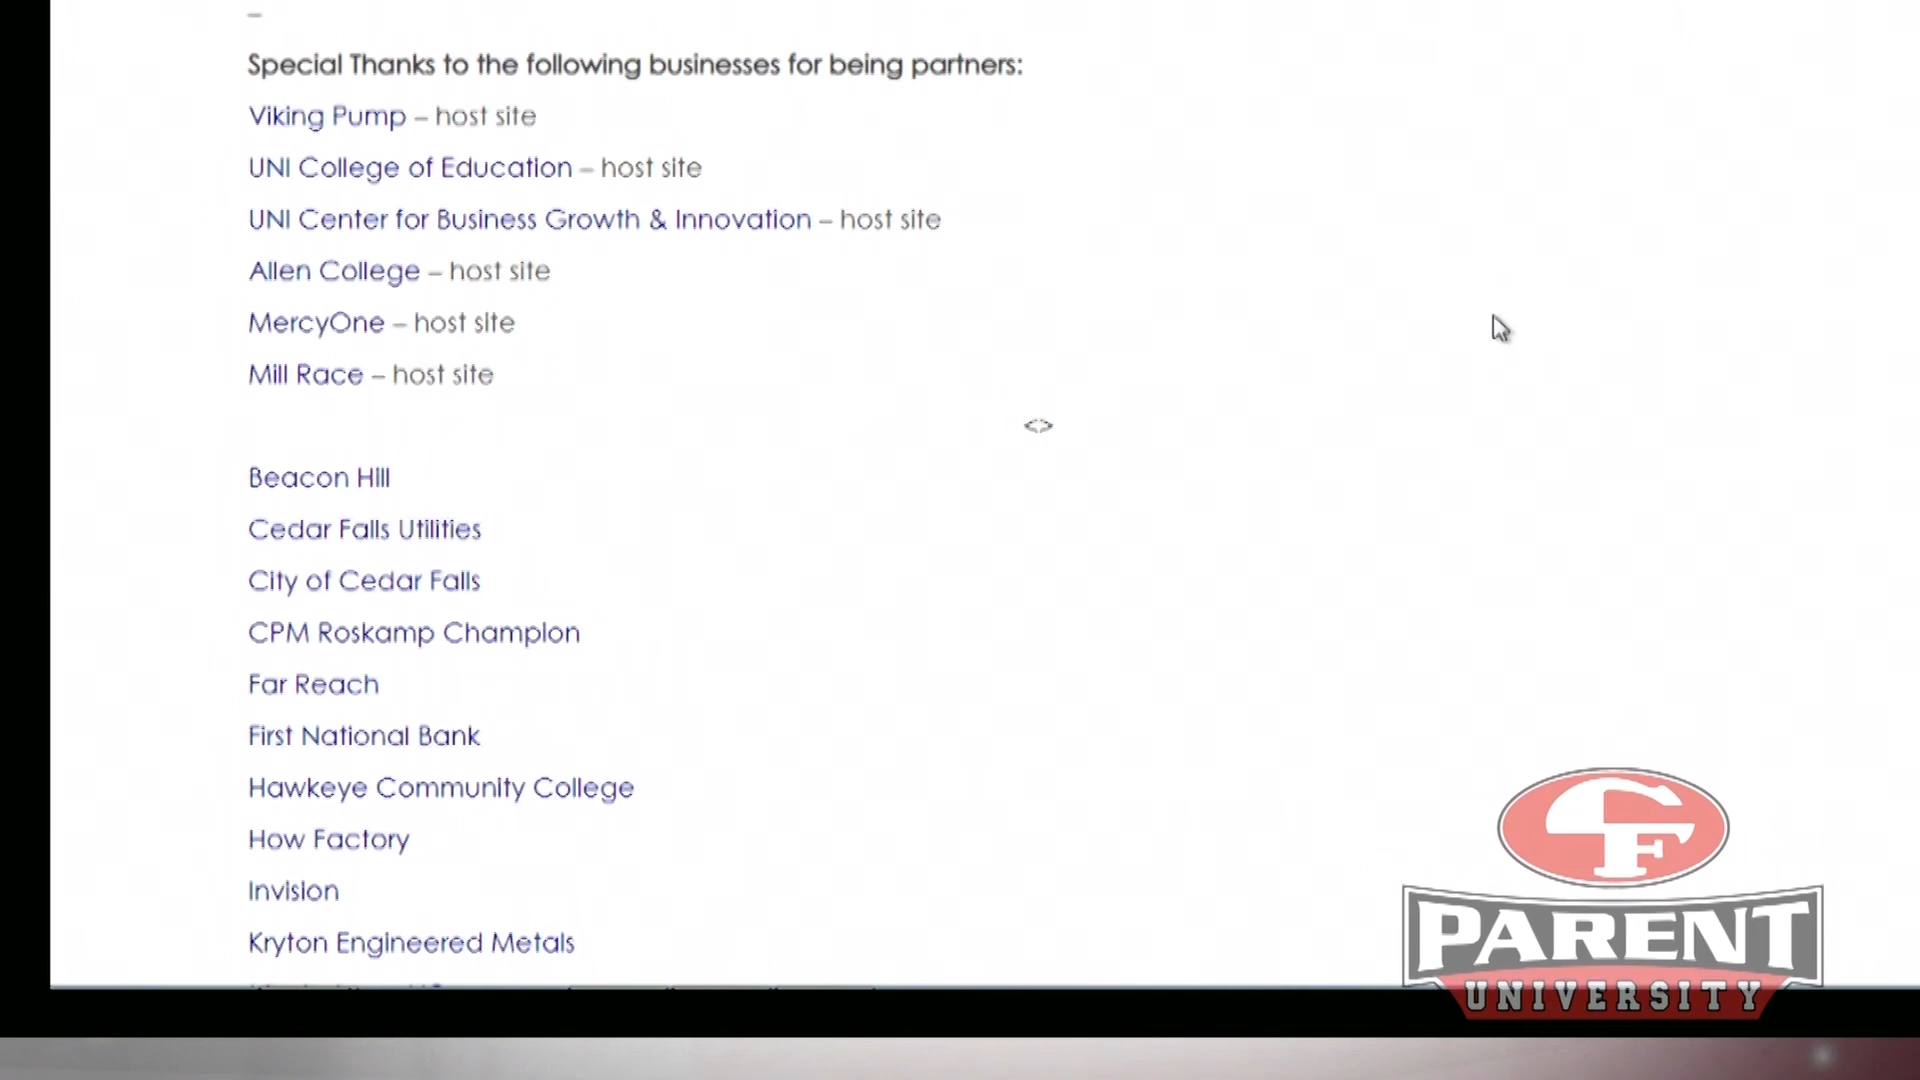 –
Special Thanks to the following businesses for being partners:
Viking Pump – host site
UNI College of Education – host site
UNI Center for Business Growth & Innovation – host site
Allen College – host site
MercyOne – host site
Mill Race – host site
<>
Beacon Hill
Cedar Falls Utilities
City of Cedar Falls
CPM Roskamp Champion
Far Reach
First National Bank
Hawkeye Community College
How Factory
Invision
Kryton Engineered Metals
CF
PARENT
UNIVERSITY